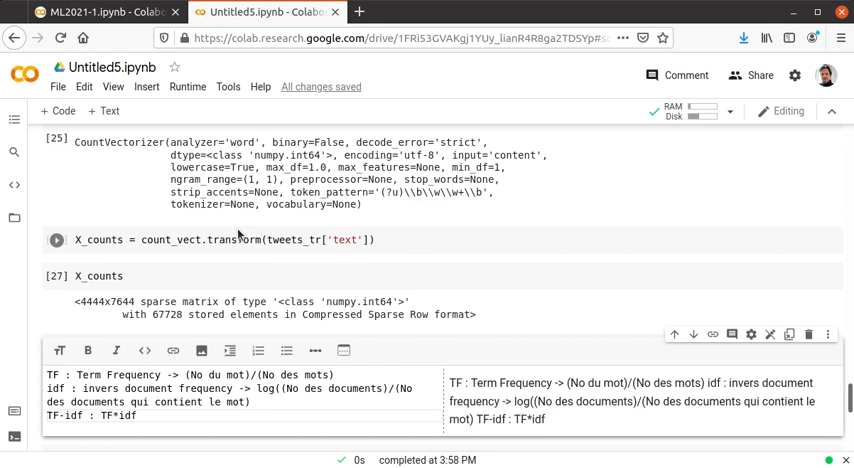 ML2021-1.ipynb - Colabo
Untitled5.ipynb - Colabo
https://colab.research.google.com/drive/1FRi53GVAKgj1YUy_lianR4R8ga2TDSYp#sc
Untitled5.ipynb
Comment
Share
File Edit View Insert Runtime Tools Help All changes saved
+ Code + Text
RAM
Disk
Editing
[25]
CountVectorizer(analyzer='word', binary=False, decode_error='strict',
dtype=<class 'numpy.int64'>, encoding='utf-8', input='content',
lowercase=True, max_df=1.0, max_features=None, min_df=1,
ngram_range=(1, 1), preprocessor=None, stop_words=None,
strip_accents=None, token_pattern='(?u)\\b\\w\\w+\\b',
tokenizer=None, vocabulary=None)
X_counts = count_vect.transform(tweets_tr['text'])
[27] X_counts
<4444x7644 sparse matrix of type '<class 'numpy.int64'>'
with 67728 stored elements in Compressed Sparse Row format>
TF : Term Frequency -> (No du mot)/(No des mots)
idf : invers document frequency -> log((No des documents)/(No
des documents qui contient le mot)
TF-idf : TF*idf
TF : Term Frequency -> (No du mot)/(No des mots) idf : invers document
frequency -> log((No des documents)/(No des documents qui contient le
mot) TF-idf : TF*idf
0s completed at 3:58 PM